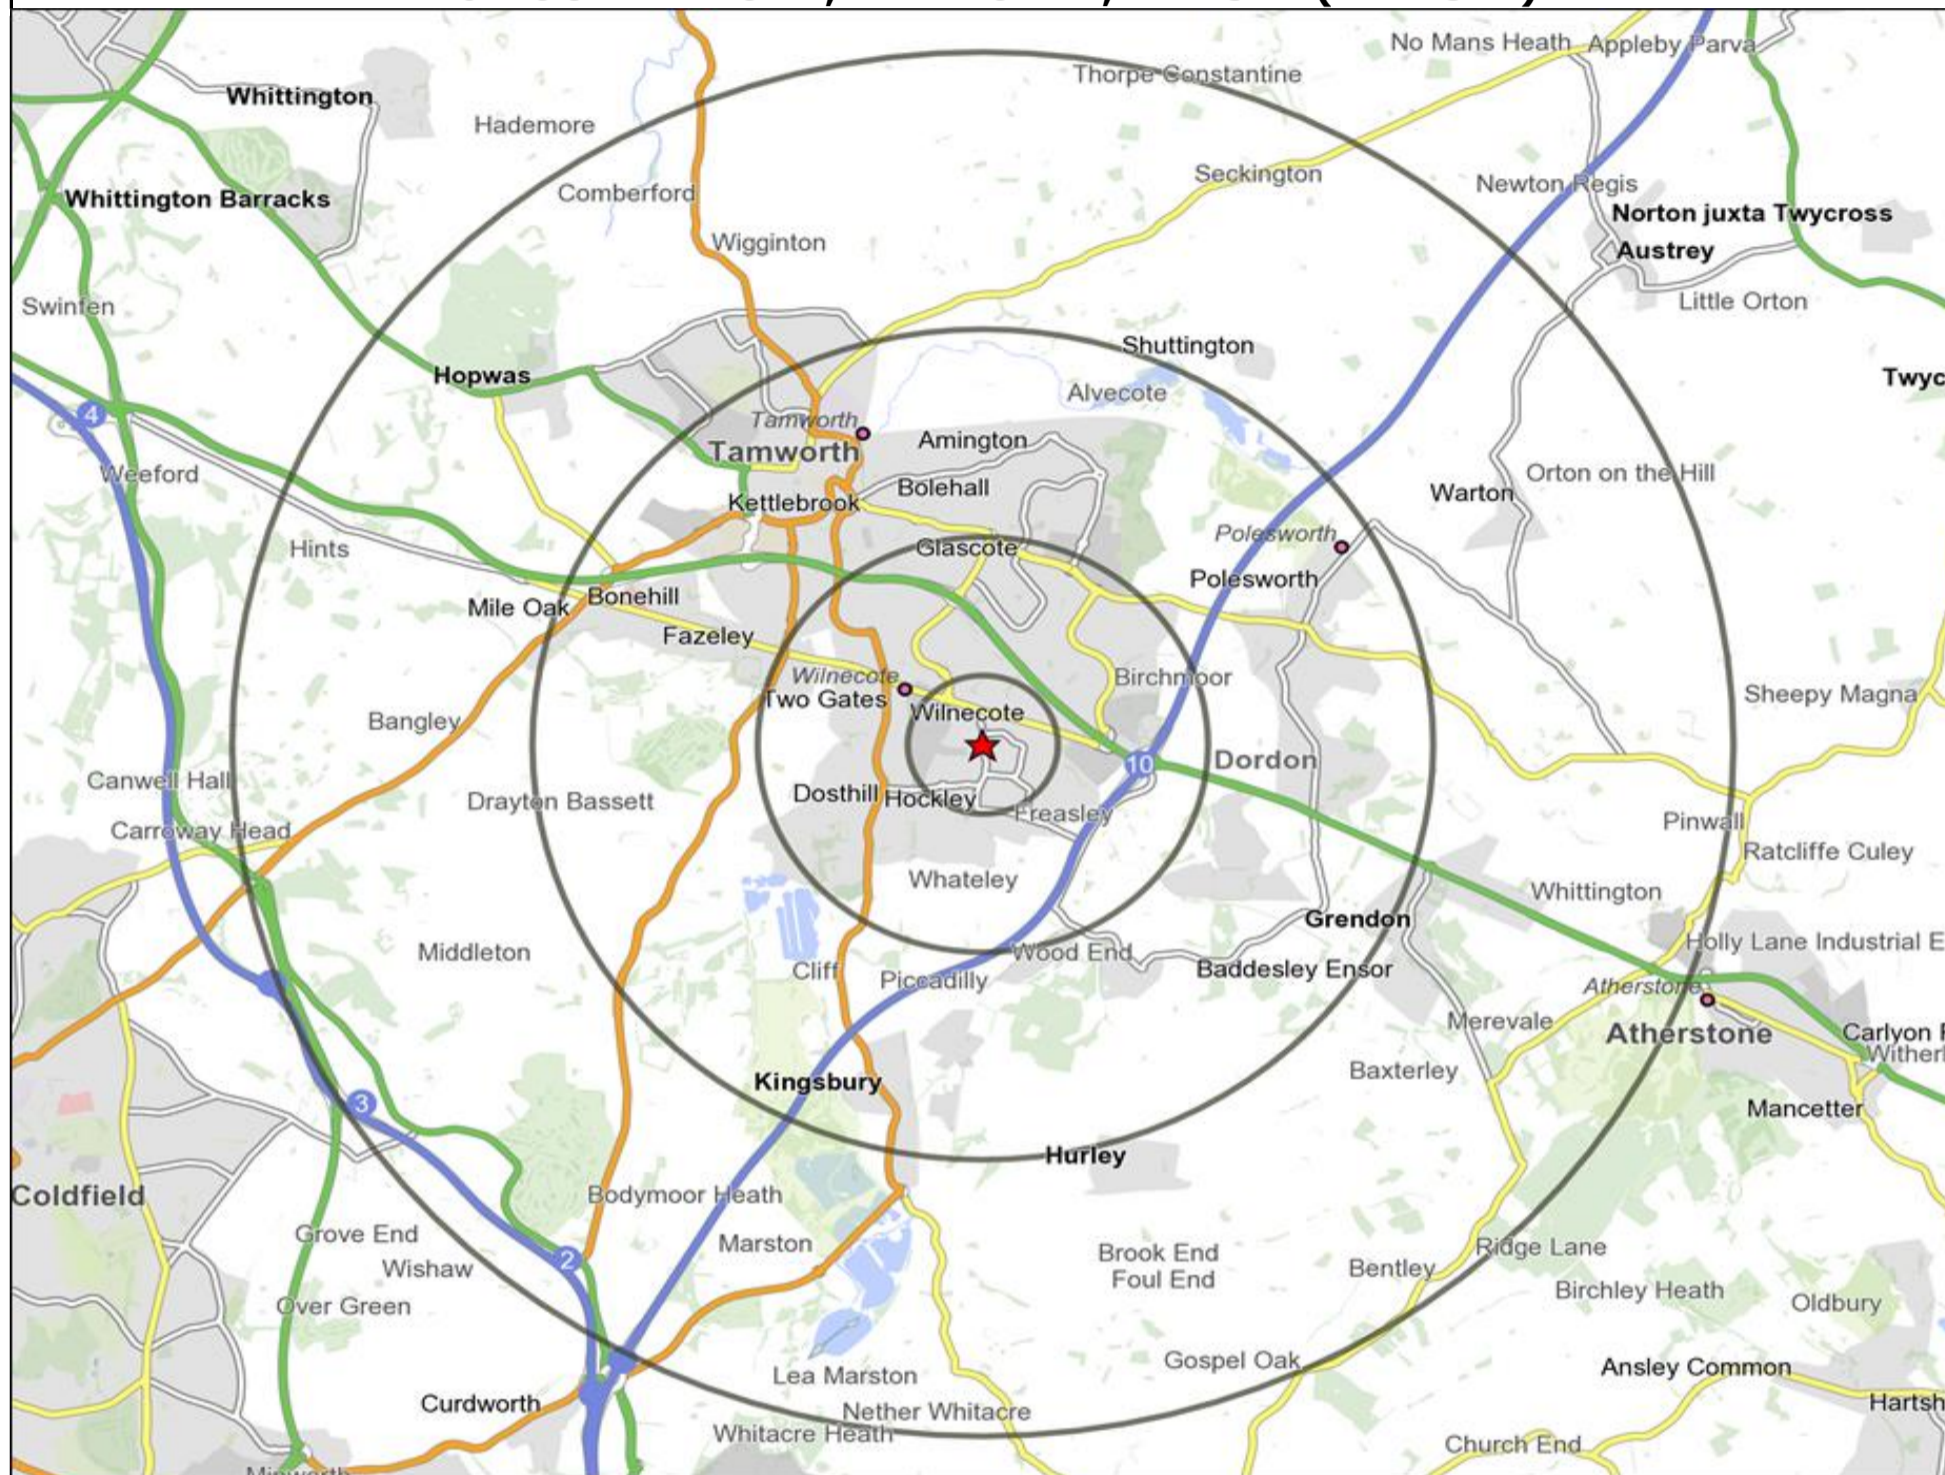 No Mans Heath
Appleby Parva
Thorpe Constantine
Whittington
Hademore
Seckington
Newton Regis
Comberford
Whittington Barracks
Norton juxta Twycross
Wigginton
Austrey
Swinfen
Little Orton
Shuttington
Hopwas
Twyc
Alvecote
4
Tamworth
Amington
Tamworth
Weeford
Orton on the Hill
Bolehall
Warton
Kettlebrook
Polesworth
Hints
Glascote
Polesworth
Bonehill
Mile Oak
Fazeley
Wilnecote
Birchmoor
Two Gates
Sheepy Magna
Wilnecote
Bangley
Dordon
10
Canwell Hall
Dosthill
Hockley
Drayton Bassett
Freasley
Pinwall
Carroway Head
Ratcliffe Culey
Whateley
Whittington
Grendon
Holly Lane Industrial E
Middleton
Wood End
Cliff
Baddesley Ensor
Piccadilly
Atherstone
Merevale
Atherstone
Carlyon
Witherl
Baxterley
Kingsbury
3
Mancetter
Hurley
Coldfield
Bodymoor Heath
Grove End
Marston
Ridge Lane
Brook End
2
Wishaw
Bentley
Foul End
Birchley Heath
Over Green
Oldbury
Gospel Oak
Ansley Common
Lea Marston
Curdworth
Hartsh
Nether Whitacre
Whitacre Heath
Church End